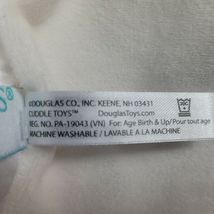 S®
DOUGLAS CO., INC. KEENE, NH 03431
CUDDLE TOYS™ DouglasToys.com
REG. NO. PA-19043 (VN) For: Age Birth & Up/Pour tout age
MACHINE WASHABLE / LAVABLE A LA MACHINE